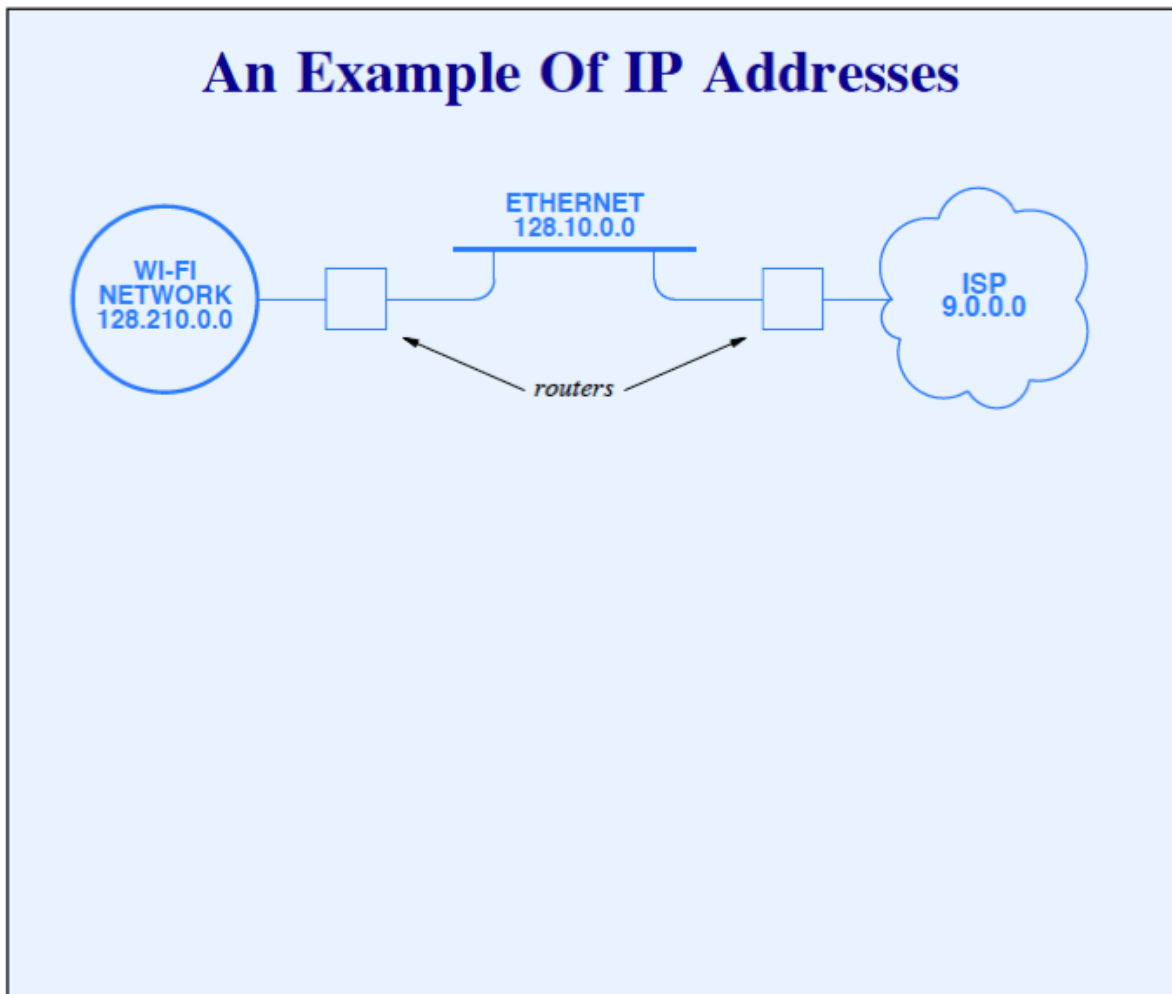 An Example Of IP Addresses
ETHERNET
128.10.0.0
WI-FI
NETWORK
128.210.0.0
ISP
9.0.0.0
routers